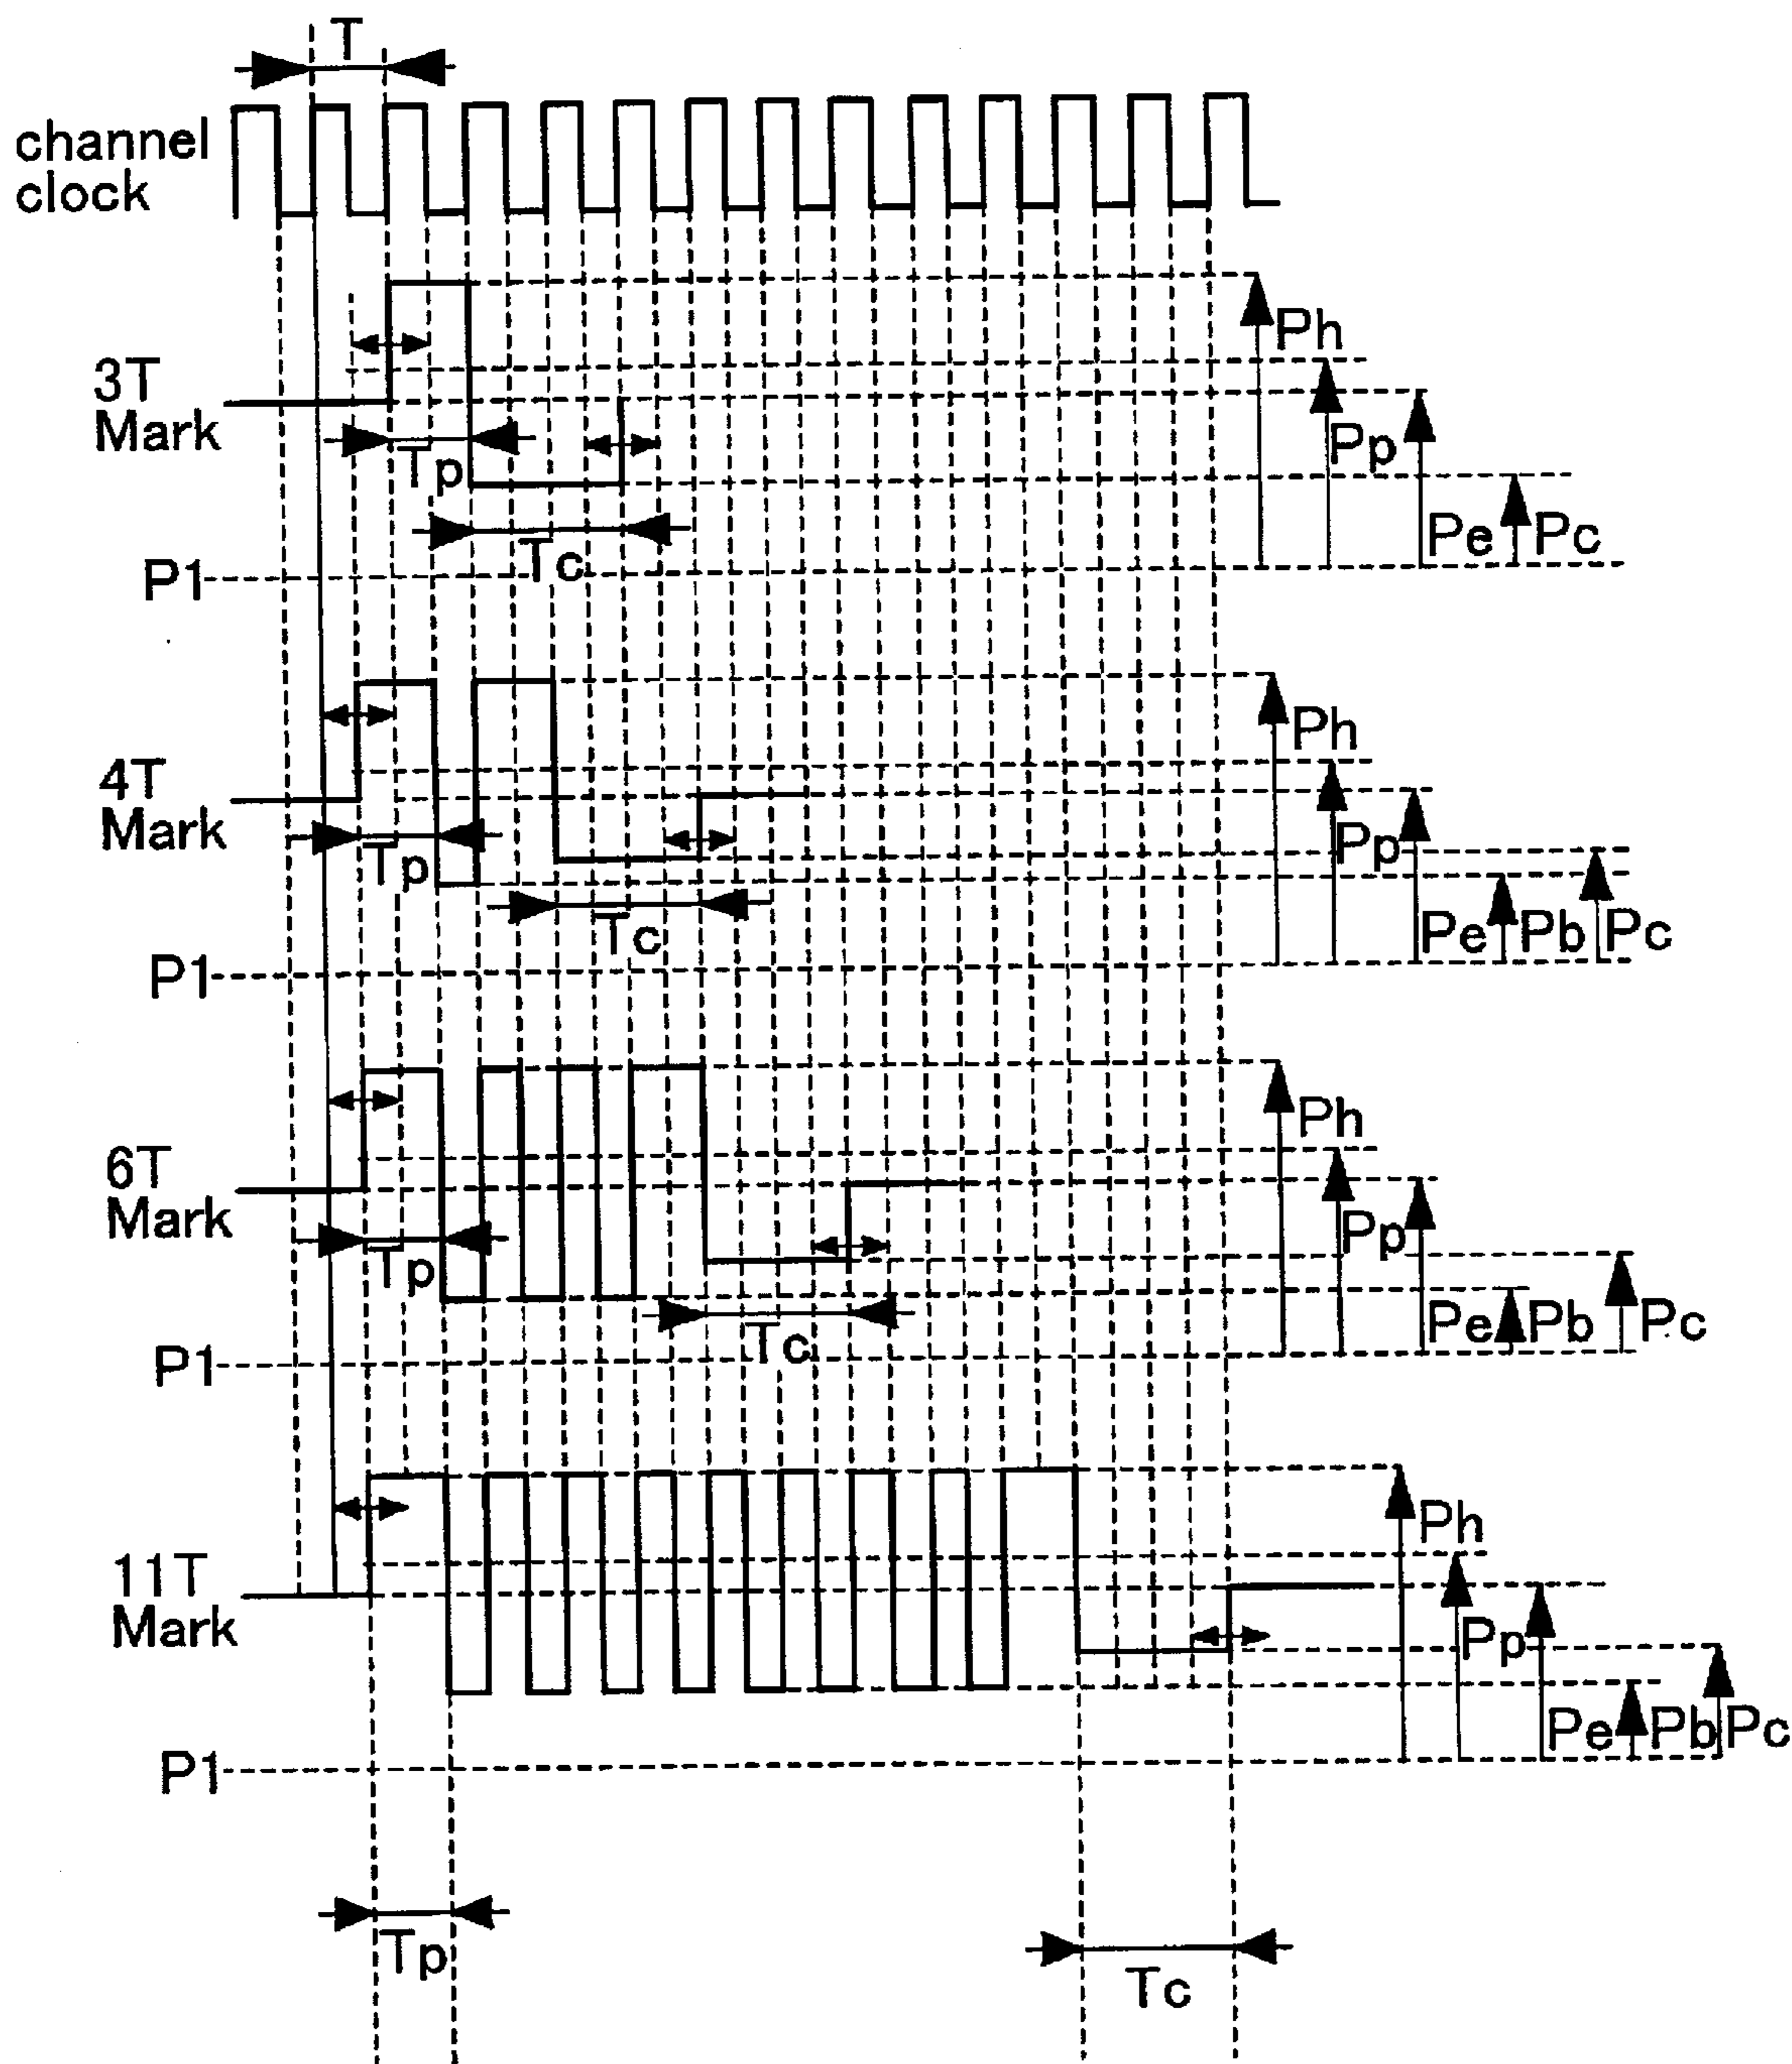 T
channel
clock
Ph
3T
Mark
Pp
Tp
Pe Pc
Tc
P1
Ph
4T
Mark
Pp
Tp
Pe Pb Pc
Tc
P1
Ph
6T
Mark
Pp
Tp
Pe Pb Pc
Tc
P1
Ph
11T
Mark
Pp
Pe Pb Pc
P1
Tp
Tc